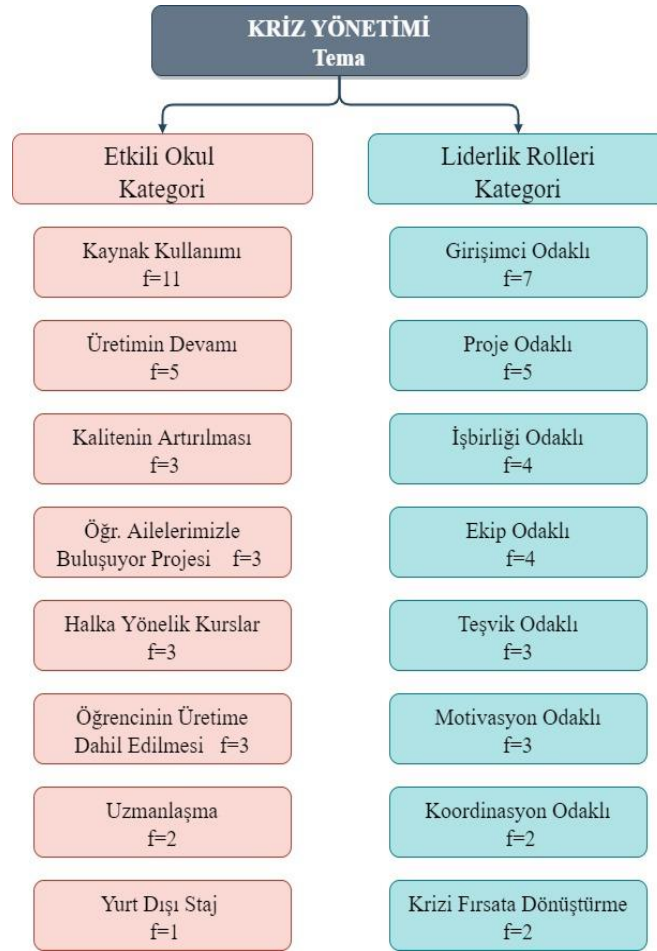 KRİZ YÖNETİMİ
Tema
Etkili Okul
Kategori
Kaynak Kullanımı
f=11
Üretimin Devamı
f=5
Kalitenin Artırılması
f=3
Öğr. Ailelerimizle
Buluşuyor Projesi f=3
Halka Yönelik Kurslar
f=3
Öğrencinin Üretime
Dahil Edilmesi f=3
Uzmanlaşma
f=2
Yurt Dışı Staj
f=1
Liderlik Rolleri
Kategori
Girişimci Odaklı
f=7
Proje Odaklı
f=5
İşbirliği Odaklı
f=4
Ekip Odaklı
f=4
Teşvik Odaklı
f=3
Motivasyon Odaklı
f=3
Koordinasyon Odaklı
f=2
Krizi Fırsata Dönüştürme
f=2